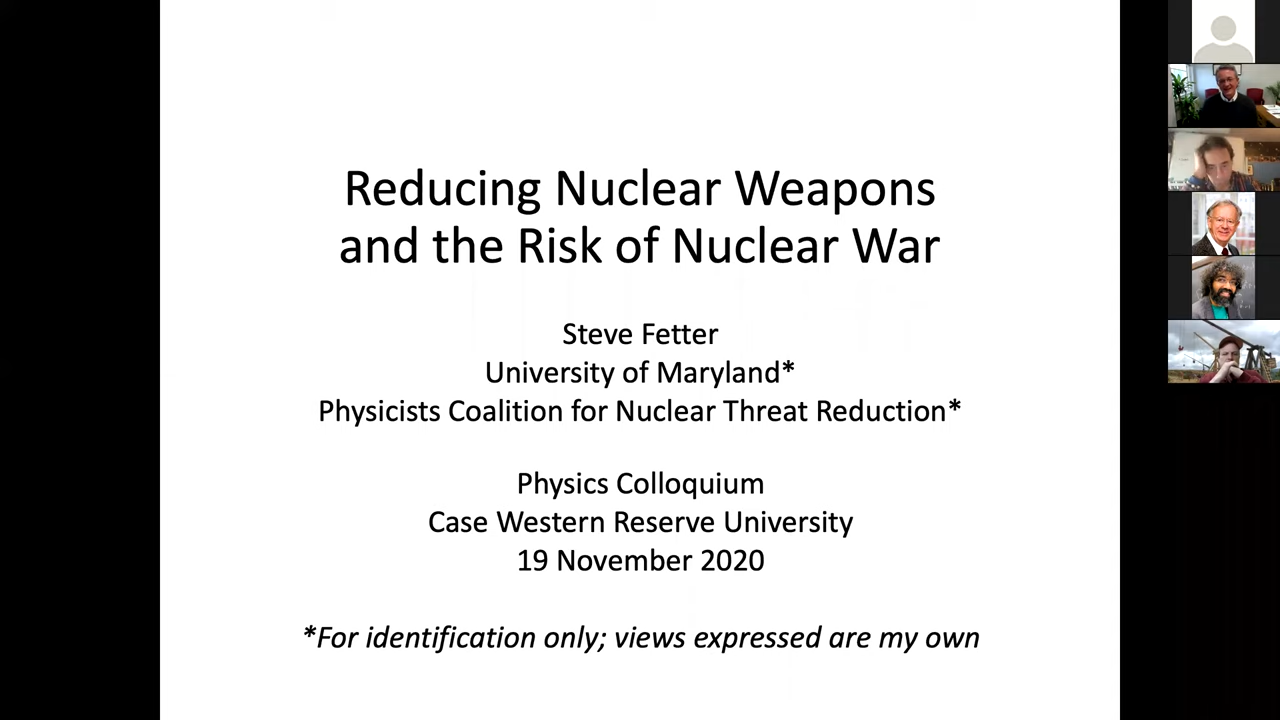 Reducing Nuclear Weapons
and the Risk of Nuclear War
Steve Fetter
University of Maryland*
Physicists Coalition for Nuclear Threat Reduction*
Physics Colloquium
Case Western Reserve University
19 November 2020
*For identification only; views expressed are my own